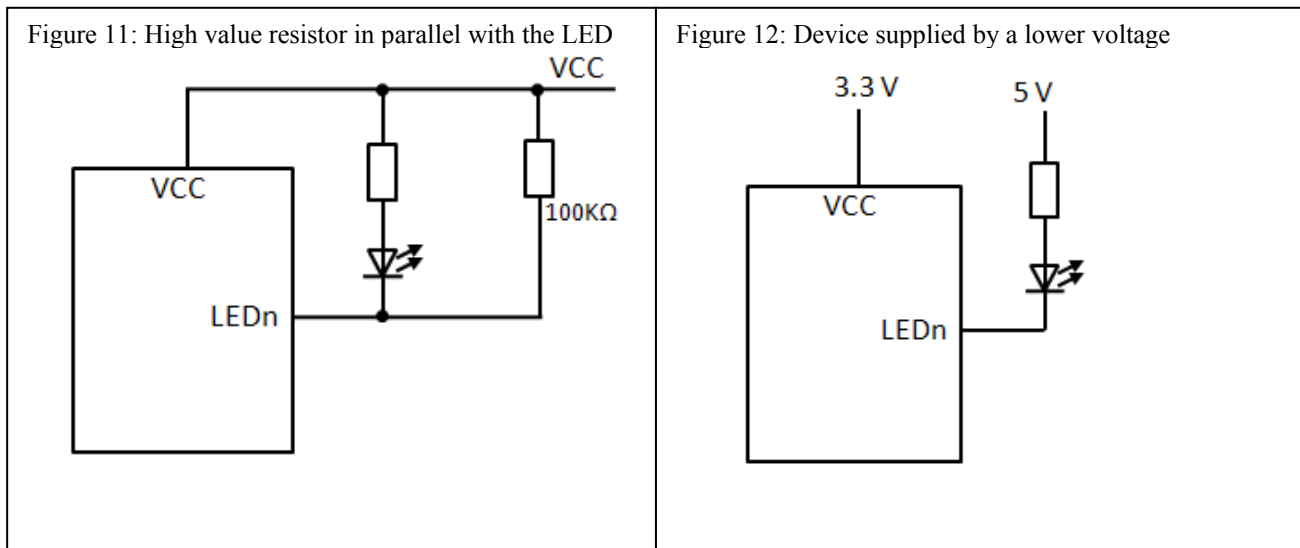 Figure 11: High value resistor in parallel with the LED
VCC
VCC
100KΩ
LEDn
Figure 12: Device supplied by a lower voltage
3.3 V
5 V
VCC
LEDn